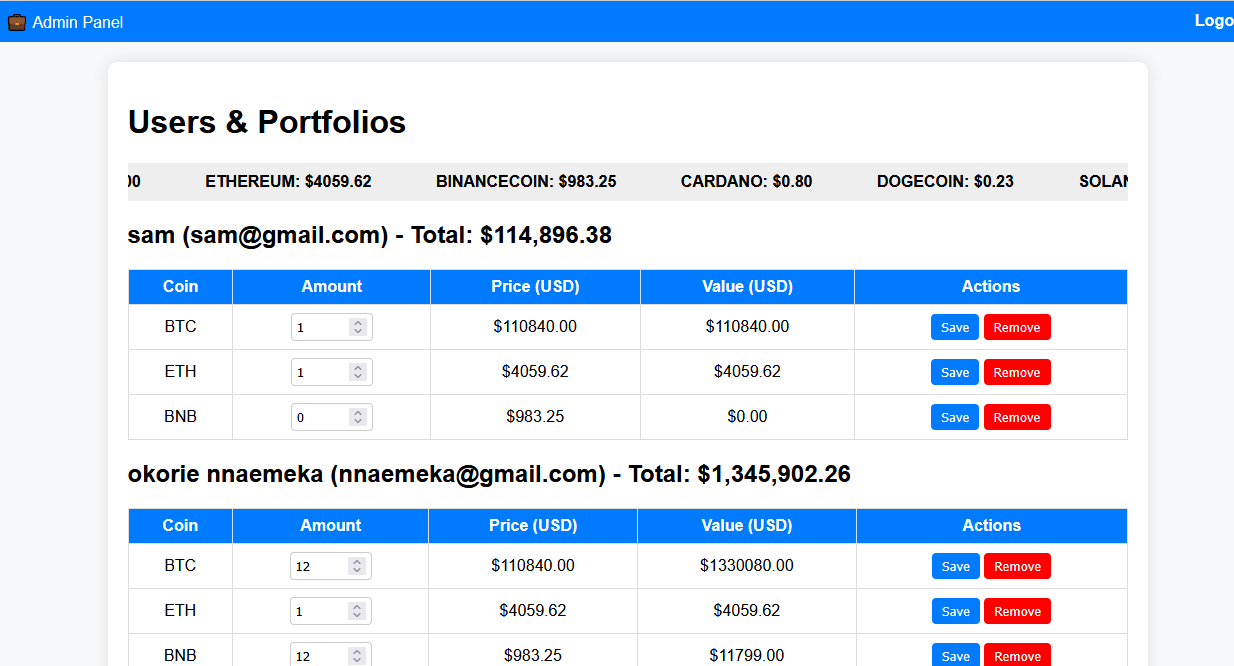 Admin Panel Logo
Users & Portfolios
00 ETHEREUM: $4059.62 BINANCECOIN: $983.25 CARDANO: $0.80 DOGECOIN: $0.23 SOLAN
sam (sam@gmail.com) - Total: $114,896.38
Coin Amount Price (USD) Value (USD) Actions
BTC 1 $110840.00 $110840.00 Save Remove
ETH 1 $4059.62 $4059.62 Save Remove
BNB 0 $983.25 $0.00 Save Remove
okorie nnaemeka (nnaemeka@gmail.com) - Total: $1,345,902.26
Coin Amount Price (USD) Value (USD) Actions
BTC 12 $110840.00 $1330080.00 Save Remove
ETH 1 $4059.62 $4059.62 Save Remove
BNB 12 $983.25 $11799.00 Save Remove